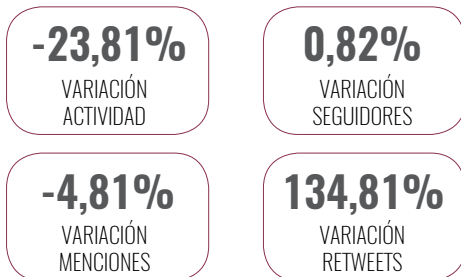 -23,81%
VARIACIÓN
ACTIVIDAD
0,82%
VARIACIÓN
SEGUIDORES
-4,81%
VARIACIÓN
MENCIONES
134,81%
VARIACIÓN
RETWEETS